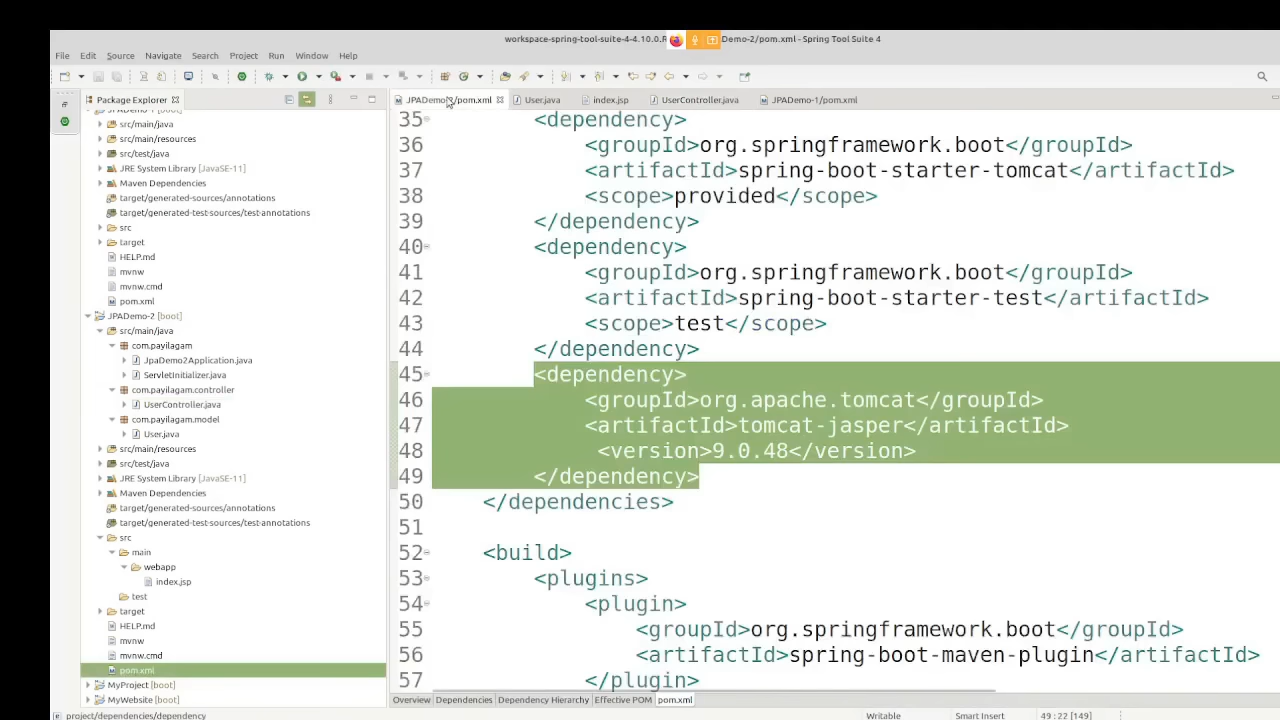 workspace-spring-tool-suite-4-4.10.0.R Demo-2/pom.xml - Spring Tool Suite 4
File Edit Source Navigate Search Project Run Window Help
Package Explorer
JPADemo-1 [boot]
src/main/java
src/main/resources
src/test/java
JRE System Library [JavaSE-11]
Maven Dependencies
target/generated-sources/annotations
target/generated-test-sources/test-annotations
src
target
HELP.md
mvnw
mvnw.cmd
pom.xml
JPADemo-2 [boot]
src/main/java
com.payilagam
JpaDemo2Application.java
ServletInitializer.java
com.payilagam.controller
UserController.java
com.payilagam.model
User.java
src/main/resources
src/test/java
JRE System Library [JavaSE-11]
Maven Dependencies
target/generated-sources/annotations
target/generated-test-sources/test-annotations
src
main
webapp
index.jsp
test
target
HELP.md
mvnw
mvnw.cmd
pom.xml
MyProject [boot]
MyWebsite [boot]
JPADemo-2/pom.xml User.java index.jsp UserController.java JPADemo-1/pom.xml
35 <dependency>
36 <groupId>org.springframework.boot</groupId>
37 <artifactId>spring-boot-starter-tomcat</artifactId>
38 <scope>provided</scope>
39 </dependency>
40 <dependency>
41 <groupId>org.springframework.boot</groupId>
42 <artifactId>spring-boot-starter-test</artifactId>
43 <scope>test</scope>
44 </dependency>
45 <dependency>
46 <groupId>org.apache.tomcat</groupId>
47 <artifactId>tomcat-jasper</artifactId>
48 <version>9.0.48</version>
49 </dependency>
50 </dependencies>
51
52 <build>
53 <plugins>
54 <plugin>
55 <groupId>org.springframework.boot</groupId>
56 <artifactId>spring-boot-maven-plugin</artifactId>
57 </plugin>
Overview Dependencies Dependency Hierarchy Effective POM pom.xml
project/dependencies/dependency Writable Smart Insert 49 : 22 [149]